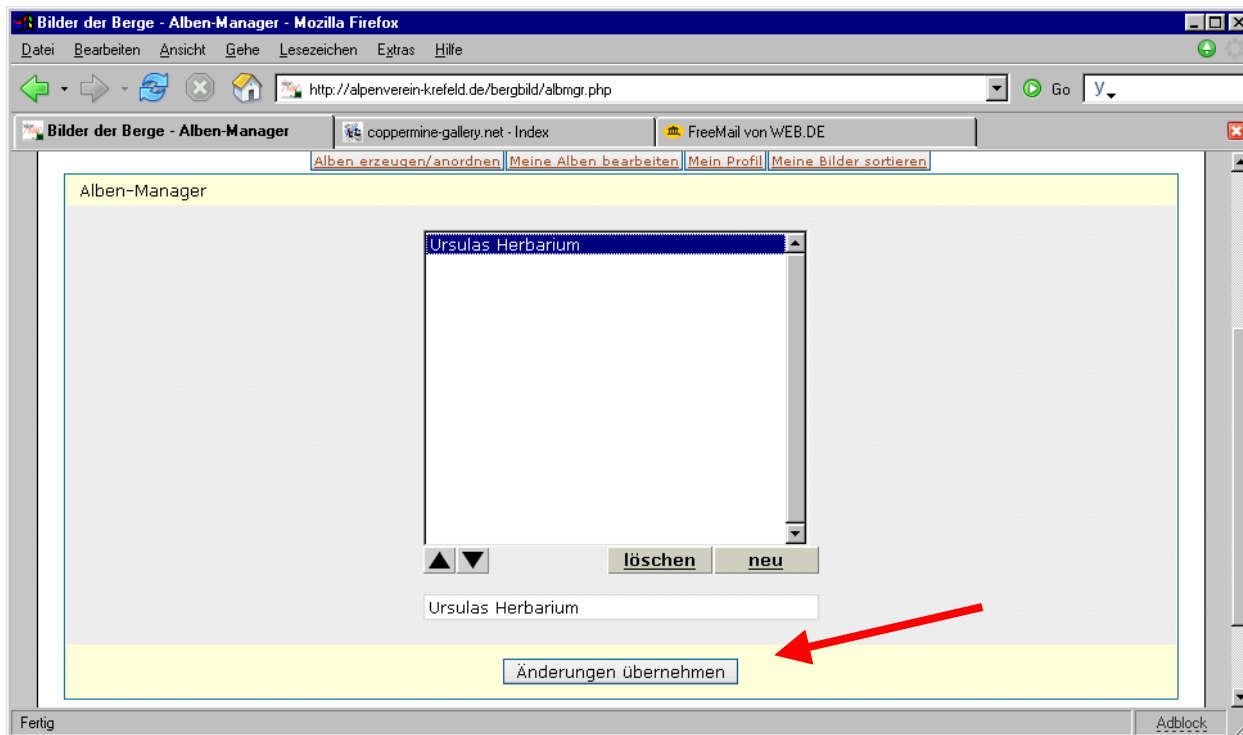 Bilder der Berge - Alben-Manager - Mozilla Firefox
Datei Bearbeiten Ansicht Gehe Lesezeichen Extras Hilfe
http://alpenverein-krefeld.de/bergbild/albmgr.php Go
Bilder der Berge - Alben-Manager coppermine-gallery.net - Index FreeMail von WEB.DE
Alben erzeugen/anordnen Meine Alben bearbeiten Mein Profil Meine Bilder sortieren
Alben-Manager
Ursulas Herbarium
löschen neu
Ursulas Herbarium
Änderungen übernehmen
Fertig Adblock